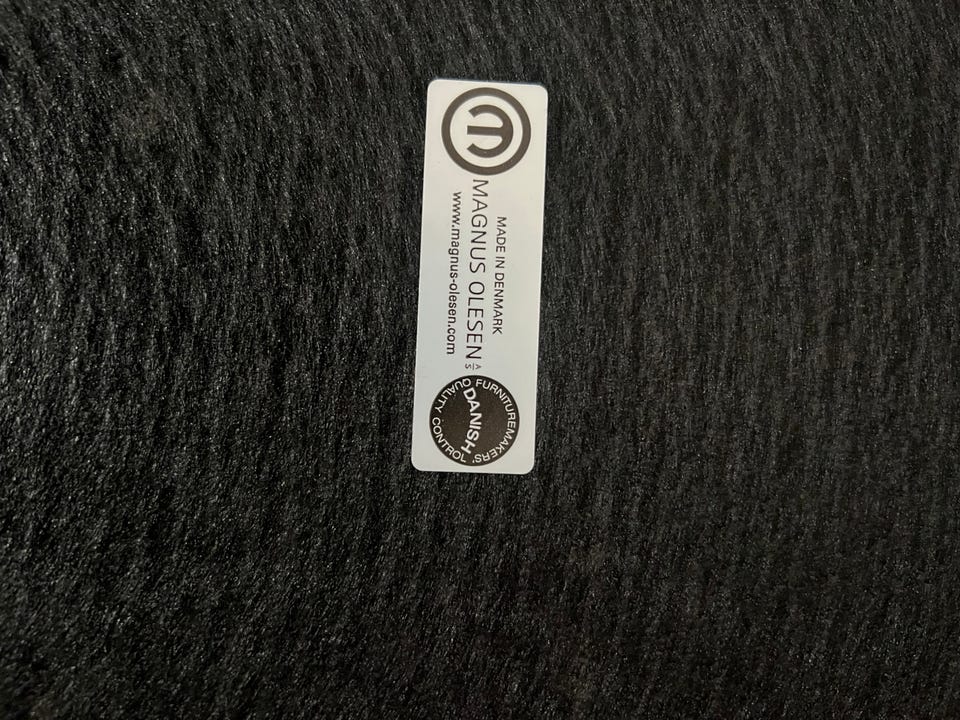 MADE IN DENMARK
MAGNUS OLESEN A/S
www.magnus-olesen.com
DANISH
FURNITUREMAKERS'
QUALITY CONTROL